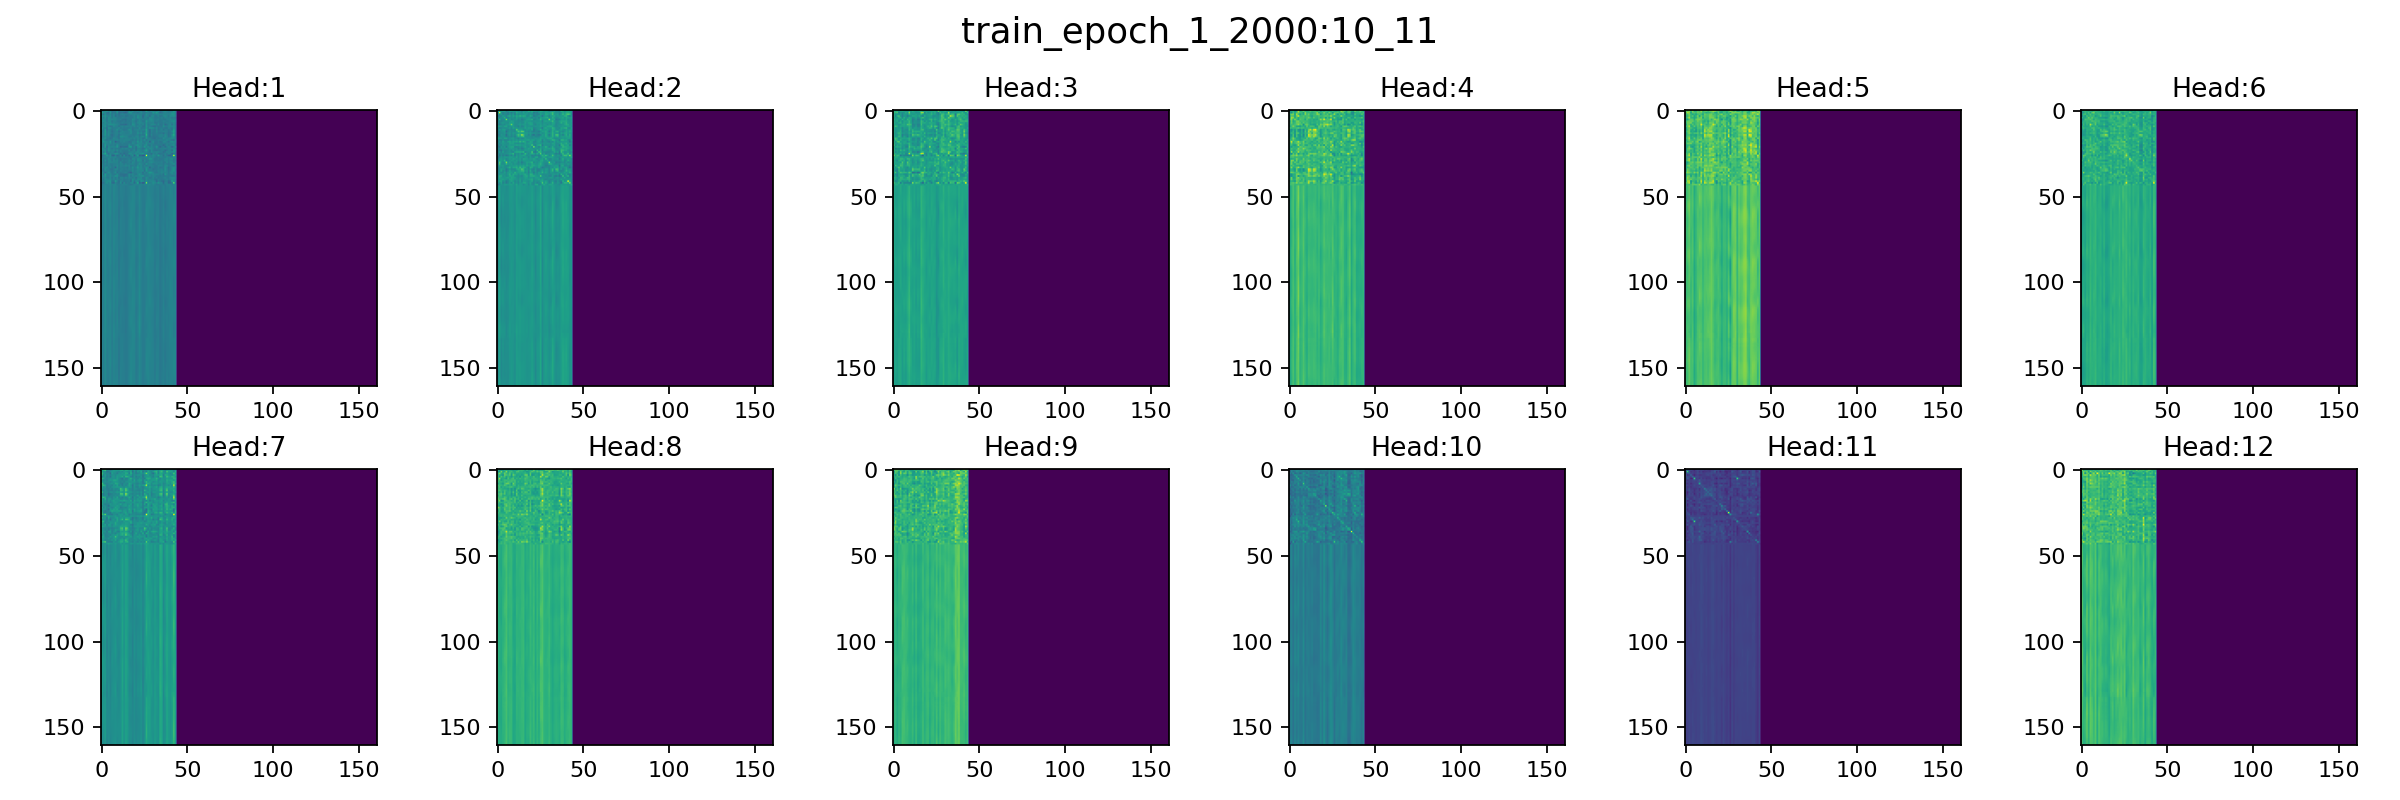 train_epoch_1_2000:10_11
Head:1 Head:2 Head:3 Head:4 Head:5 Head:6
0 0 0 0 0 0
50 50 50 50 50 50
100 100 100 100 100 100
150 150 150 150 150 150
0 50 100 150 0 50 100 150 0 50 100 150 0 50 100 150 0 50 100 150 0 50 100 150
Head:7 Head:8 Head:9 Head:10 Head:11 Head:12
0 0 0 0 0 0
50 50 50 50 50 50
100 100 100 100 100 100
150 150 150 150 150 150
0 50 100 150 0 50 100 150 0 50 100 150 0 50 100 150 0 50 100 150 0 50 100 150